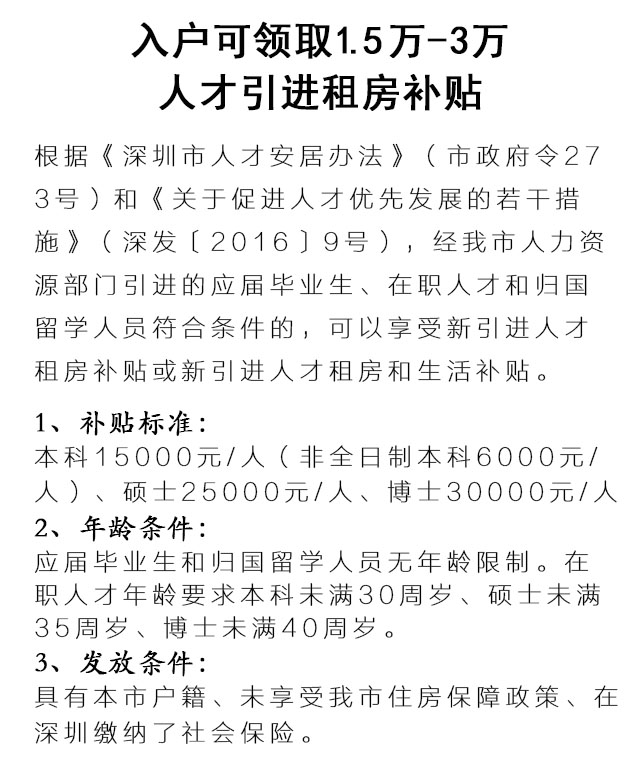 入户可领取1.5万-3万
人才引进租房补贴
根据《深圳市人才安居办法》（市政府令27
3号）和《关于促进人才优先发展的若干措
施》（深发〔2016〕9号），经我市人力资
源部门引进的应届毕业生、在职人才和归国
留学人员符合条件的，可以享受新引进人才
租房补贴或新引进人才租房和生活补贴。
1、补贴标准：
本科15000元/人（非全日制本科6000元/
人）、硕士25000元/人、博士30000元/人
2、年龄条件：
应届毕业生和归国留学人员无年龄限制。在
职人才年龄要求本科未满30周岁、硕士未满
35周岁、博士未满40周岁。
3、发放条件：
具有本市户籍、未享受我市住房保障政策、在
深圳缴纳了社会保险。